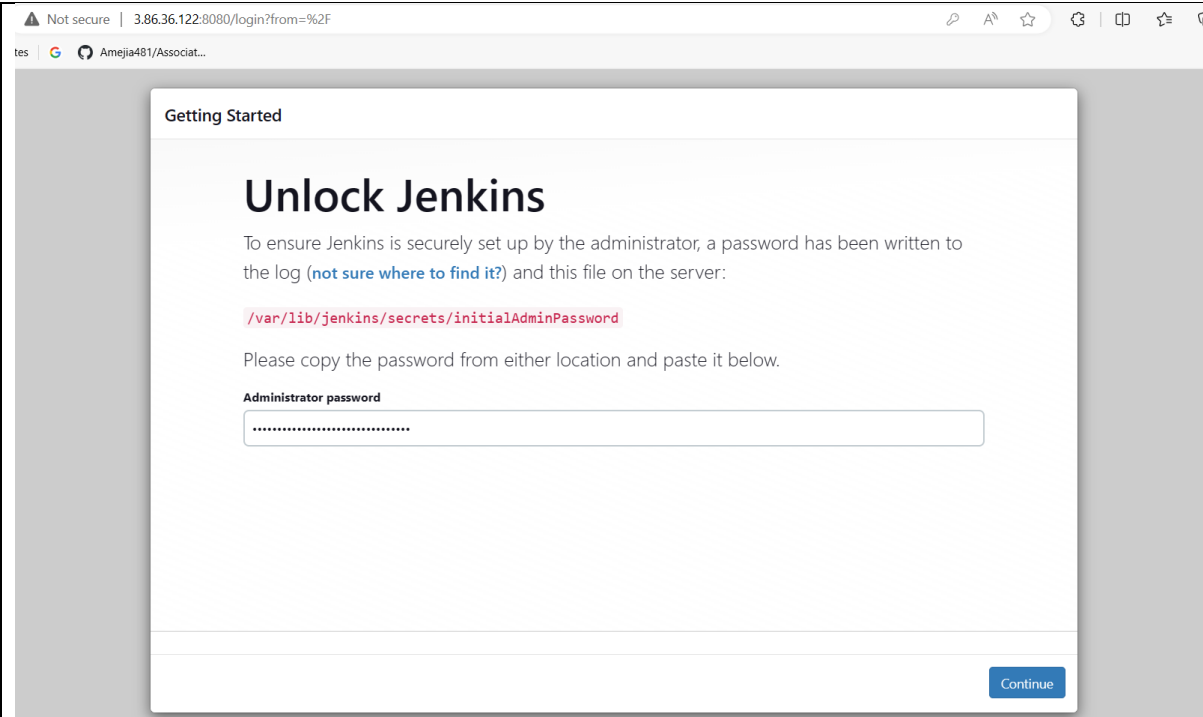 Not secure | 3.86.36.122:8080/login?from=%2F
tes | Amejia481/Associat...
Getting Started
Unlock Jenkins
To ensure Jenkins is securely set up by the administrator, a password has been written to
the log (not sure where to find it?) and this file on the server:
/var/lib/jenkins/secrets/initialAdminPassword
Please copy the password from either location and paste it below.
Administrator password
••••••••••••••••••••••••••••••••
Continue